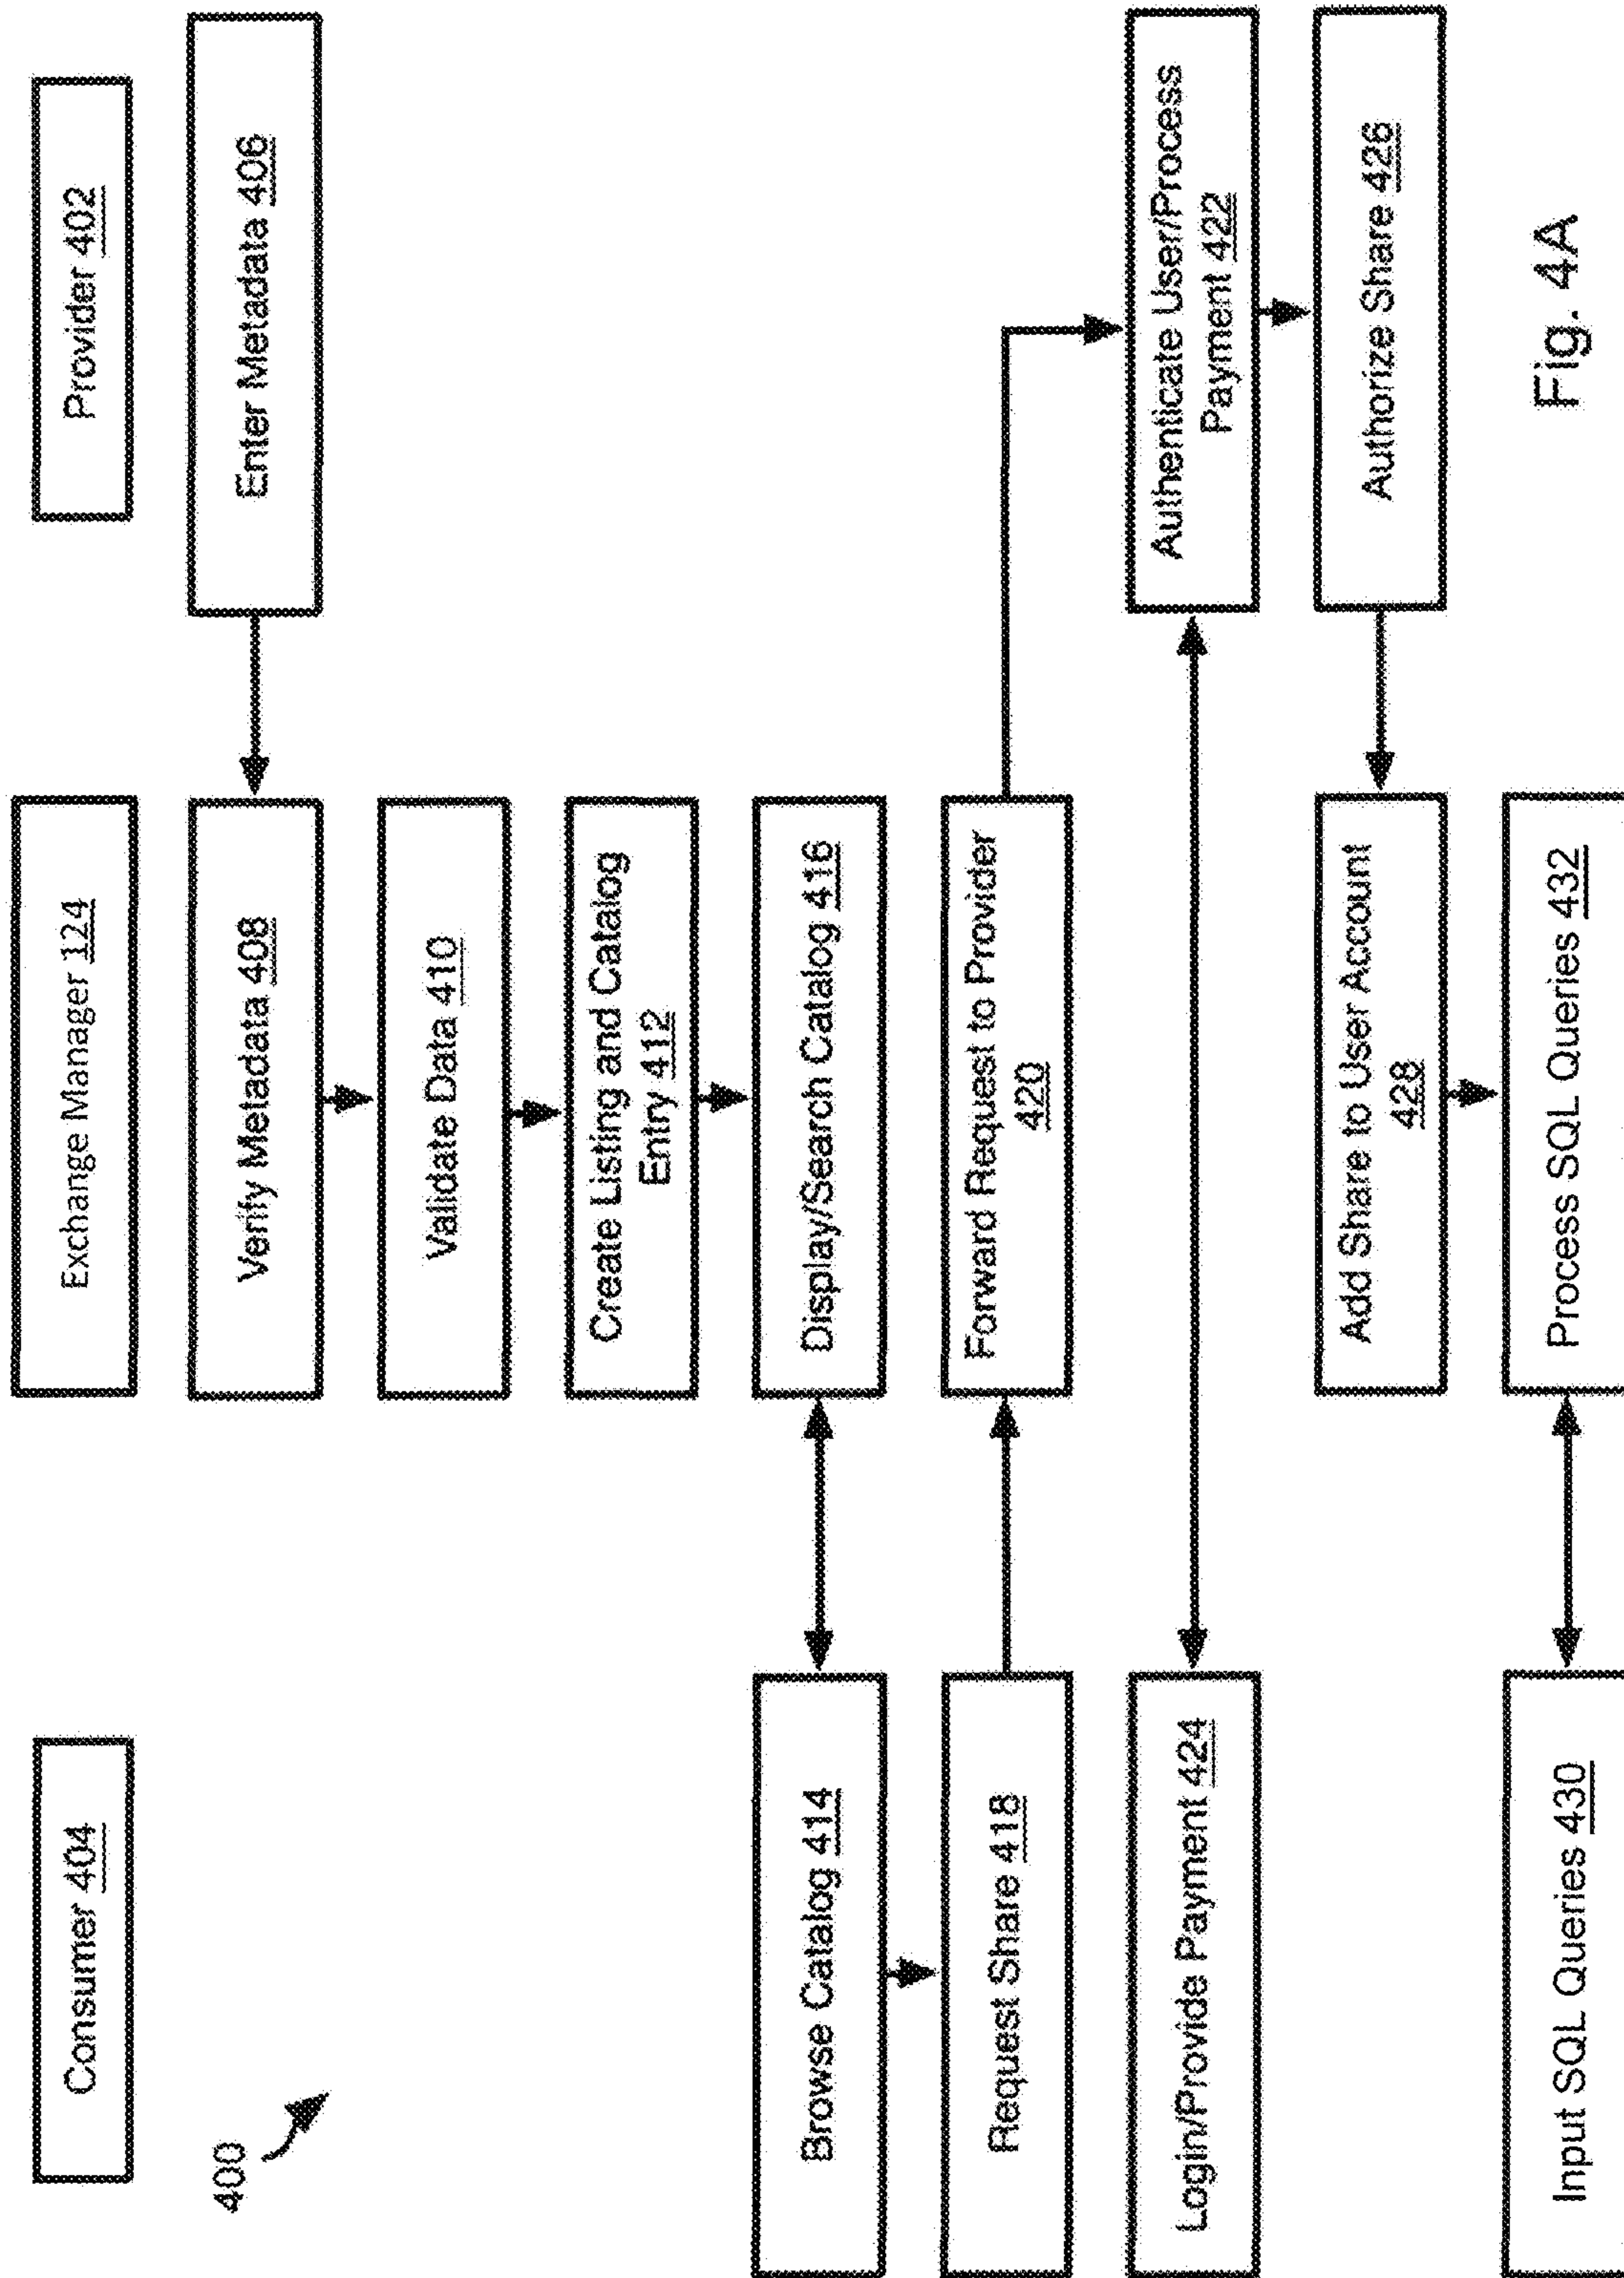 Consumer 404
Exchange Manager 124
Provider 402
400
Enter Metadata 406
Verify Metadata 408
Validate Data 410
Create Listing and Catalog
Entry 412
Browse Catalog 414
Display/Search Catalog 416
Request Share 418
Forward Request to Provider
420
Login/Provide Payment 424
Authenticate User/Process
Payment 422
Add Share to User Account
428
Authorize Share 426
Input SQL Queries 430
Process SQL Queries 432
Fig. 4A